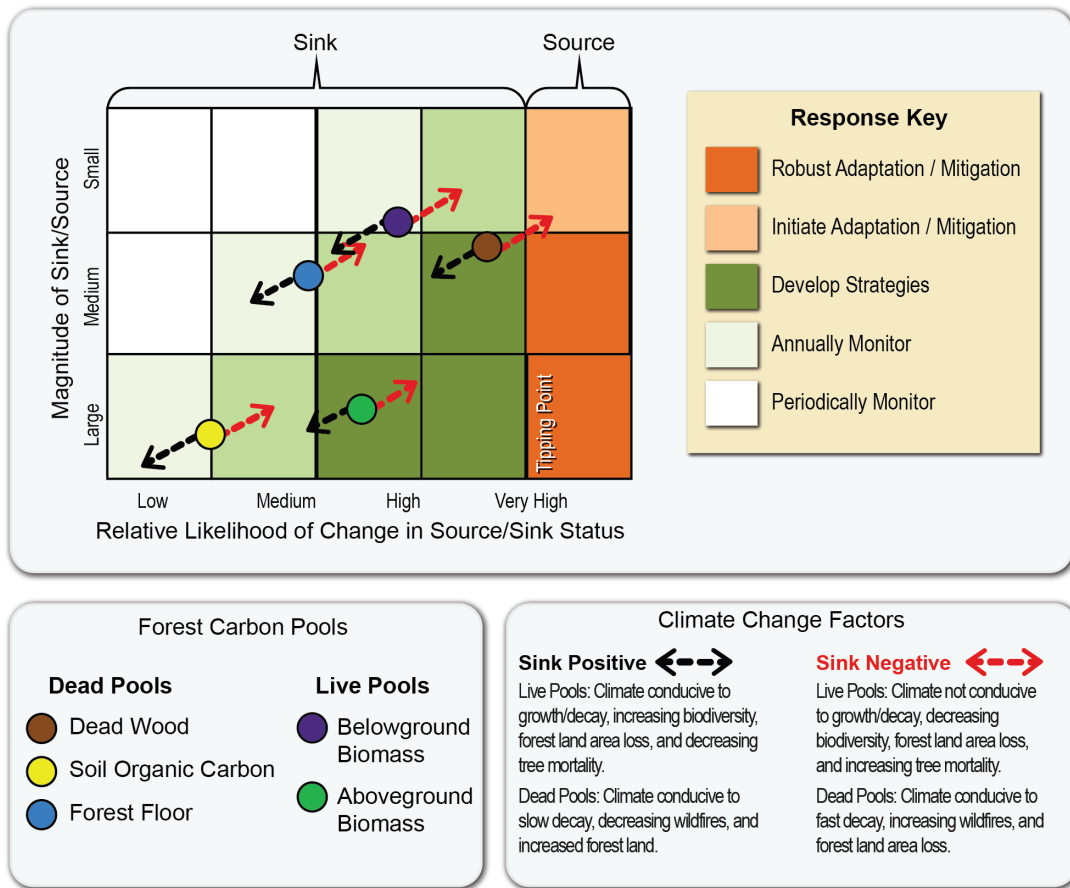 Sink
Source
Magnitude of Sink/Source
Small
Medium
Large
Tipping Point
Low
Medium
High
Very High
Relative Likelihood of Change in Source/Sink Status
Response Key
Robust Adaptation / Mitigation
Initiate Adaptation / Mitigation
Develop Strategies
Annually Monitor
Periodically Monitor
Forest Carbon Pools
Dead Pools
Dead Wood
Soil Organic Carbon
Forest Floor
Live Pools
Belowground
Biomass
Aboveground
Biomass
Climate Change Factors
Sink Positive
Live Pools: Climate conducive to
growth/decay, increasing biodiversity,
forest land area loss, and decreasing
tree mortality.
Dead Pools: Climate conducive to
slow decay, decreasing wildfires, and
increased forest land.
Sink Negative
Live Pools: Climate not conducive
to growth/decay, decreasing
biodiversity, forest land area loss,
and increasing tree mortality.
Dead Pools: Climate conducive to
fast decay, increasing wildfires, and
forest land area loss.